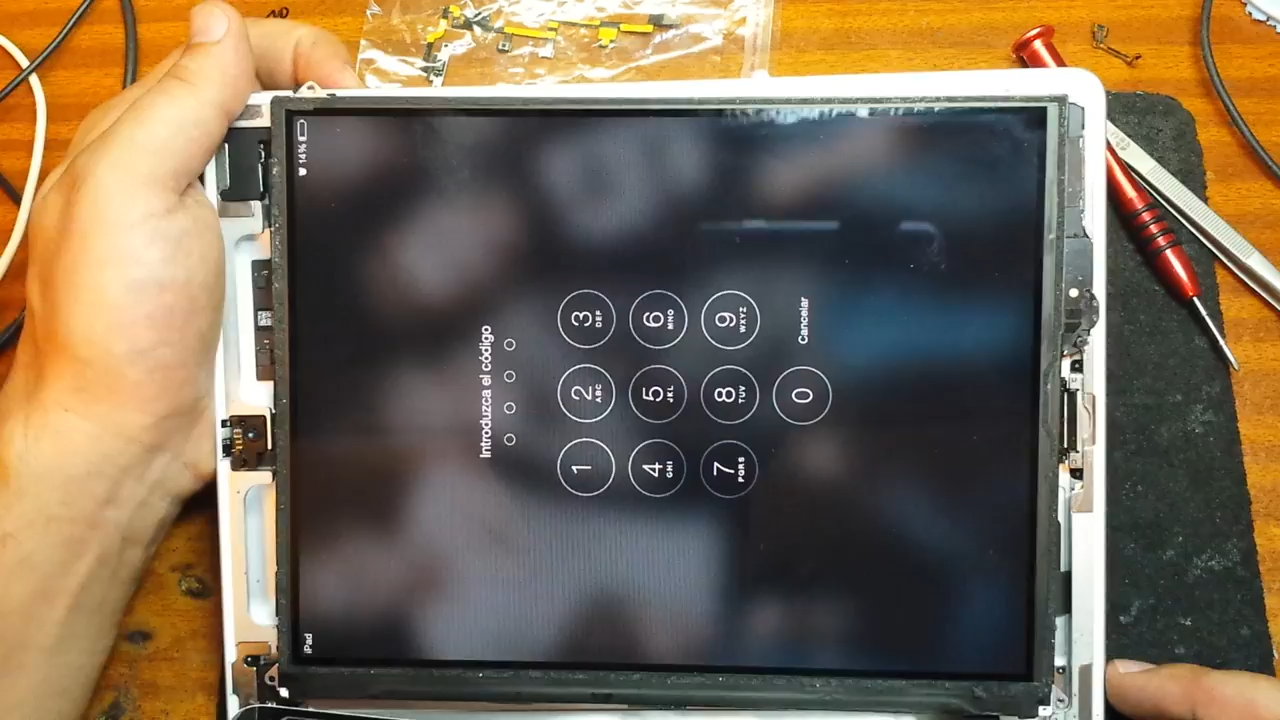 iPad
14%
Introduzca el código
1
2 ABC
3 DEF
4 GHI
5 JKL
6 MNO
7 PQRS
8 TUV
9 WXYZ
0
Cancelar